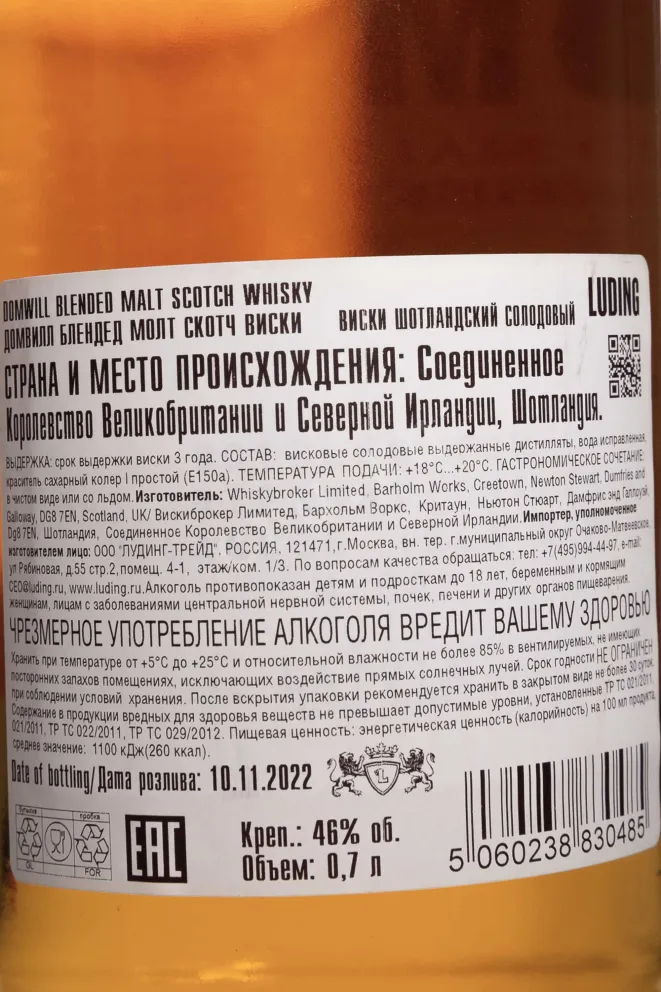 DOMWILL BLENDED MALT SCOTCH WHISKY
ДОМВИЛЛ БЛЕНДЕД МОЛТ СКОТЧ ВИСКИ ВИСКИ ШОТЛАНДСКИЙ СОЛОДОВЫЙ LUDING
СТРАНА И МЕСТО ПРОИСХОЖДЕНИЯ: Соединенное
Королевство Великобритании и Северной Ирландии, Шотландия.
ВЫДЕРЖКА: срок выдержки виски 3 года. СОСТАВ: висковые солодовые выдержанные дистилляты, вода исправленная,
краситель сахарный колер I простой (E150a). ТЕМПЕРАТУРА ПОДАЧИ: +18°C...+20°C. ГАСТРОНОМИЧЕСКОЕ СОЧЕТАНИЕ:
в чистом виде или со льдом. Изготовитель: Whiskybroker Limited, Barholm Works, Creetown, Newton Stewart, Dumfries and
Galloway, DG8 7EN, Scotland, UK/ Вискиброкер Лимитед, Бархольм Воркс, Критаун, Ньютон Стюарт, Дамфрис энд Галлоуэй,
Dg8 7EN, Шотландия, Соединенное Королевство Великобритании и Северной Ирландии. Импортер, уполномоченное
изготовителем лицо: ООО "ЛУДИНГ-ТРЕЙД", РОССИЯ, 121471, г.Москва, вн. тер. г.муниципальный округ Очаково-Матвеевское,
ул Рябиновая, д.55 стр.2,помещ. 4-1, этаж/ком. 1/3. По вопросам качества обращаться: тел: +7(495)994-44-97, e-mail:
CEO@luding.ru, www.luding.ru.Алкоголь противопоказан детям и подросткам до 18 лет, беременным и кормящим
женщинам, лицам с заболеваниями центральной нервной системы, почек, печени и других органов пищеварения.
ЧРЕЗМЕРНОЕ УПОТРЕБЛЕНИЕ АЛКОГОЛЯ ВРЕДИТ ВАШЕМУ ЗДОРОВЬЮ
Хранить при температуре от +5°C до +25°C и относительной влажности не более 85% в вентилируемых, не имеющих
посторонних запахов помещениях, исключающих воздействие прямых солнечных лучей. Срок годности НЕ ОГРАНИЧЕН
при соблюдении условий хранения. После вскрытия упаковки рекомендуется хранить в закрытом виде не более 30 суток.
Содержание в продукции вредных для здоровья веществ не превышает допустимые уровни, установленные ТР ТС 021/2011,
021/2011, ТР ТС 022/2011, ТР ТС 029/2012. Пищевая ценность: энергетическая ценность (калорийность) на 100 мл продукта,
среднее значение: 1100 кДж(260 ккал).
Date of bottling/Дата розлива: 10.11.2022
L
бутылка пробка
GL FOR
EAC
Креп.: 46% об.
Объем: 0,7 л
5 060238 830485